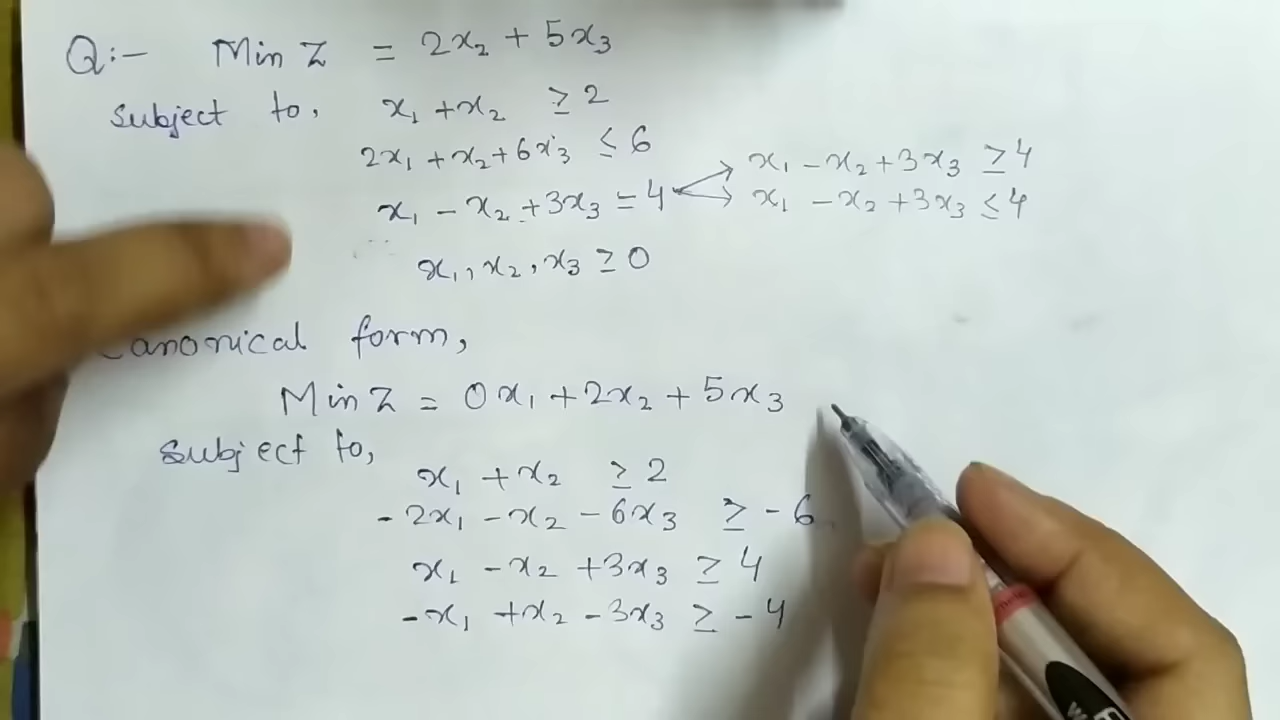 Q:- Min Z = 2x₂ + 5x₃
Subject to, x₁ + x₂ ≥ 2
2x₁ + x₂ + 6x₃ ≤ 6
x₁ - x₂ + 3x₃ = 4
x₁ - x₂ + 3x₃ ≥ 4
x₁ - x₂ + 3x₃ ≤ 4
x₁, x₂, x₃ ≥ 0
Canonical form,
Min Z = 0x₁ + 2x₂ + 5x₃
Subject to,
x₁ + x₂ ≥ 2
- 2x₁ - x₂ - 6x₃ ≥ - 6
x₁ - x₂ + 3x₃ ≥ 4
- x₁ + x₂ - 3x₃ ≥ - 4